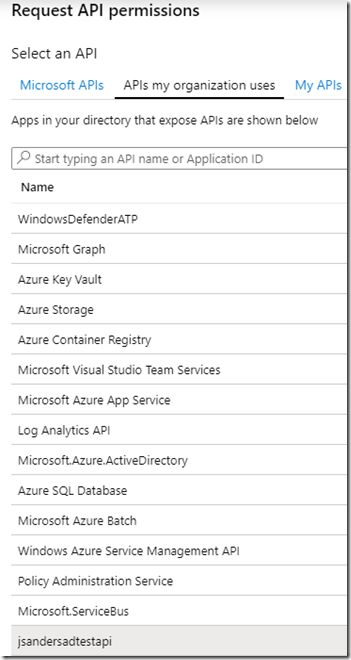 Request API permissions
Select an API
Microsoft APIs APIs my organization uses My APIs
Apps in your directory that expose APIs are shown below
Start typing an API name or Application ID
Name
WindowsDefenderATP
Microsoft Graph
Azure Key Vault
Azure Storage
Azure Container Registry
Microsoft Visual Studio Team Services
Microsoft Azure App Service
Log Analytics API
Microsoft.Azure.ActiveDirectory
Azure SQL Database
Microsoft Azure Batch
Windows Azure Service Management API
Policy Administration Service
Microsoft.ServiceBus
jsandersadtestapi